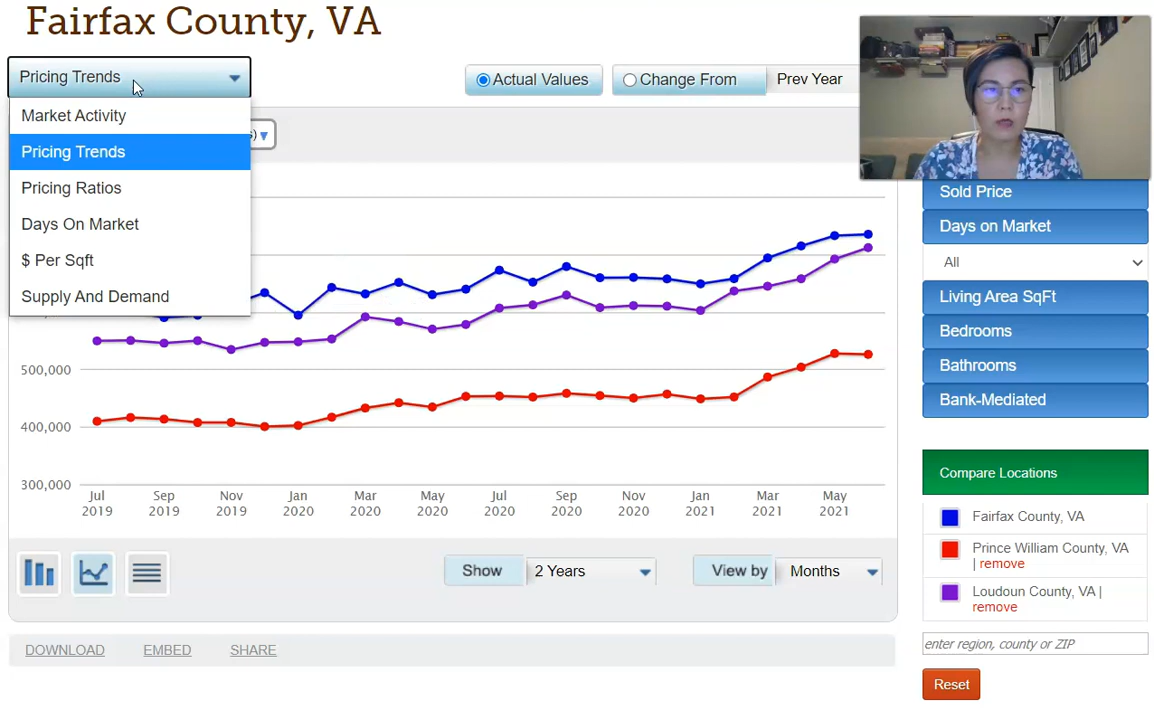 Fairfax County, VA
Pricing Trends
Actual Values
Change From
Prev Year
Market Activity
Pricing Trends
Pricing Ratios
Days On Market
$ Per Sqft
Supply And Demand
Sold Price
Days on Market
All
Living Area SqFt
Bedrooms
Bathrooms
Bank-Mediated
500,000
400,000
300,000
Jul Sep Nov Jan Mar May Jul Sep Nov Jan Mar May
2019 2019 2019 2020 2020 2020 2020 2020 2020 2021 2021 2021
Compare Locations
Fairfax County, VA
Prince William County, VA
| remove
Loudoun County, VA |
remove
Show 2 Years
View by Months
enter region, county or ZIP
DOWNLOAD EMBED SHARE
Reset